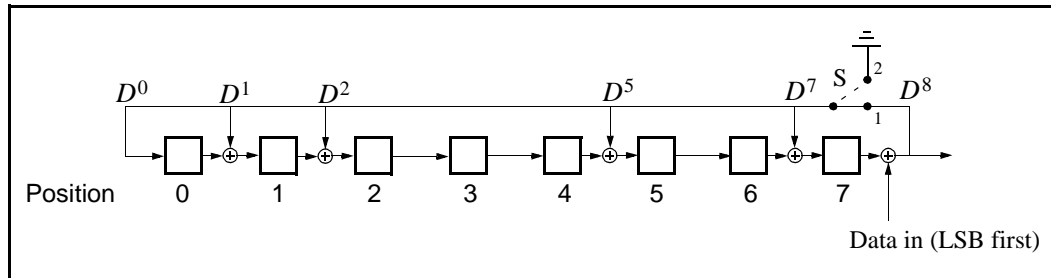 2
D⁰ D¹ D² D⁵ D⁷ S D⁸
1
Position 0 1 2 3 4 5 6 7
Data in (LSB first)